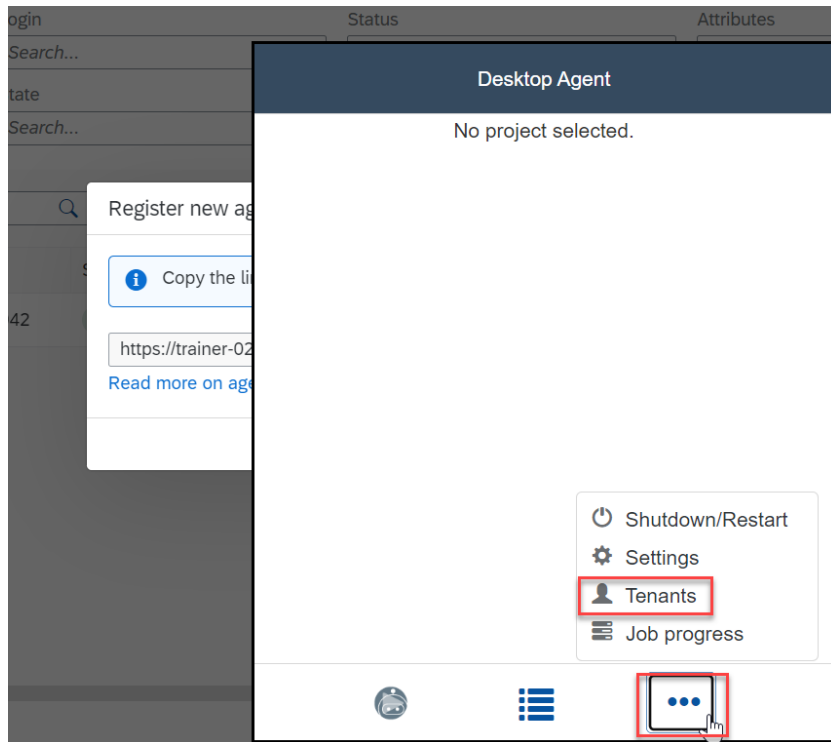 ogin
Status
Attributes
Search...
tate
Search...
Desktop Agent
No project selected.
Register new ag
Copy the li
42
https://trainer-02
Read more on age
Shutdown/Restart
Settings
Tenants
Job progress